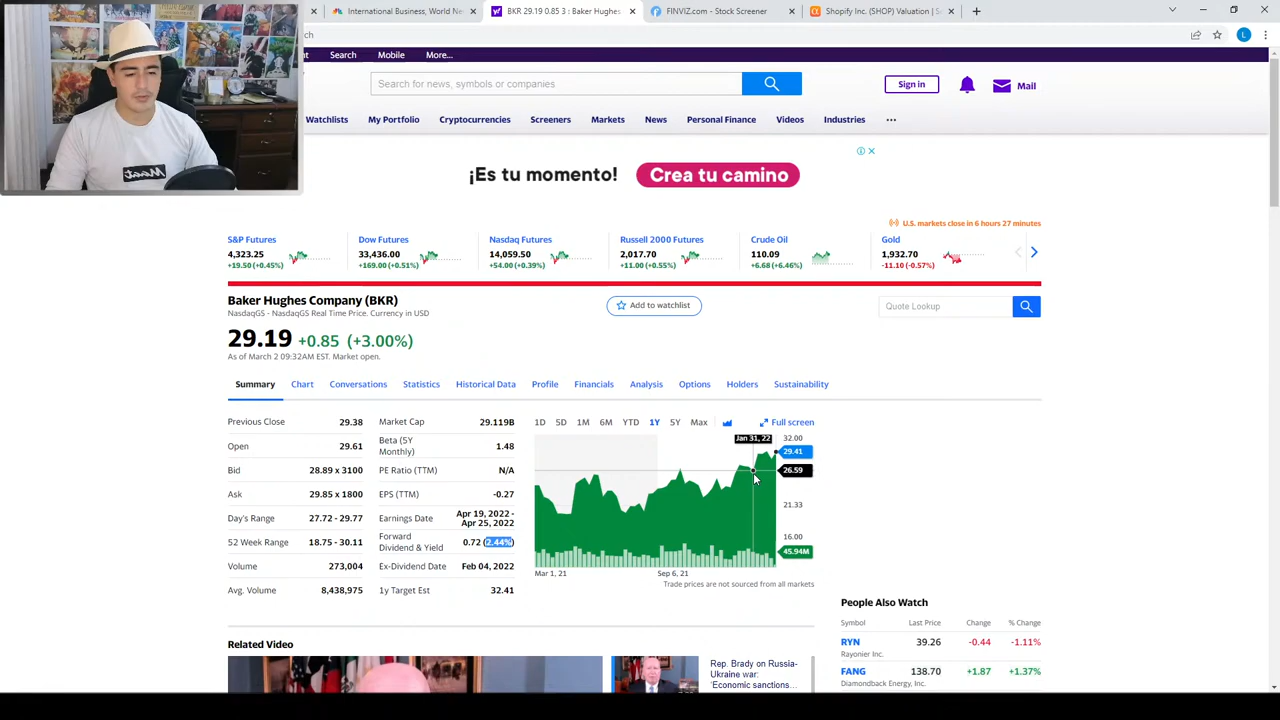 International Business, World Ne
BKR 29.19 0.85 3 : Baker Hughes
FINVIZ.com - Stock Screener
Shopify Inc. (SHOP) Valuation | S
L
ch
nt Search Mobile More...
Search for news, symbols or companies
Sign in
Mail
Watchlists My Portfolio Cryptocurrencies Screeners Markets News Personal Finance Videos Industries ...
¡Es tu momento! Crea tu camino
U.S. markets close in 6 hours 27 minutes
S&P Futures
4,323.25
+19.50 (+0.45%)
Dow Futures
33,436.00
+169.00 (+0.51%)
Nasdaq Futures
14,059.50
+54.00 (+0.39%)
Russell 2000 Futures
2,017.70
+11.00 (+0.55%)
Crude Oil
110.09
+6.68 (+6.46%)
Gold
1,932.70
-11.10 (-0.57%)
Baker Hughes Company (BKR)
NasdaqGS - NasdaqGS Real Time Price. Currency in USD
Add to watchlist
Quote Lookup
29.19 +0.85 (+3.00%)
As of March 2 09:32AM EST. Market open.
Summary Chart Conversations Statistics Historical Data Profile Financials Analysis Options Holders Sustainability
Previous Close 29.38
Open 29.61
Bid 28.89 x 3100
Ask 29.85 x 1800
Day's Range 27.72 - 29.77
52 Week Range 18.75 - 30.11
Volume 273,004
Avg. Volume 8,438,975
Market Cap 29.119B
Beta (5Y
Monthly) 1.48
PE Ratio (TTM) N/A
EPS (TTM) -0.27
Earnings Date Apr 19, 2022 -
Apr 25, 2022
Forward
Dividend & Yield 0.72 (2.44%)
Ex-Dividend Date Feb 04, 2022
1y Target Est 32.41
1D 5D 1M 6M YTD 1Y 5Y Max
Full screen
Jan 31, 22
32.00
29.41
26.59
21.33
16.00
45.94M
Mar 1, 21 Sep 6, 21
Trade prices are not sourced from all markets
People Also Watch
Symbol Last Price Change % Change
RYN 39.26 -0.44 -1.11%
Rayonier Inc.
FANG 138.70 +1.87 +1.37%
Diamondback Energy, Inc.
Related Video
Rep. Brady on Russia-
Ukraine war:
'Economic sanctions...